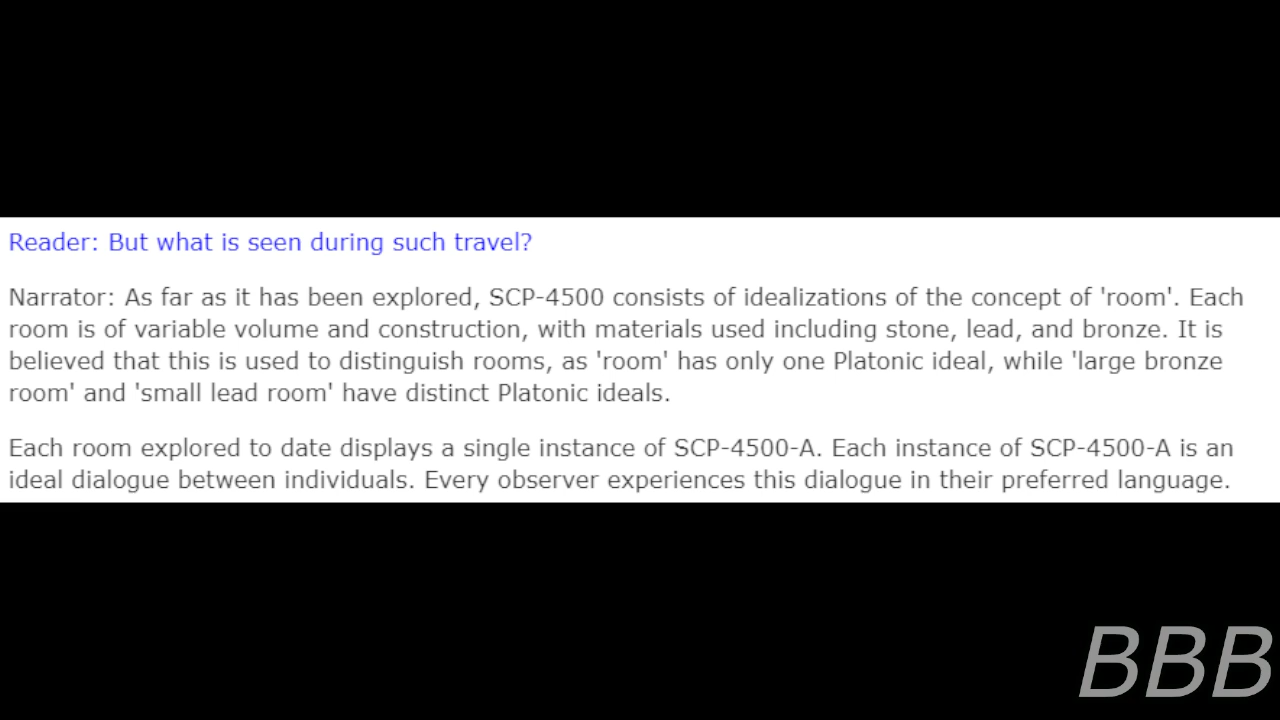 Reader: But what is seen during such travel?
Narrator: As far as it has been explored, SCP-4500 consists of idealizations of the concept of 'room'. Each
room is of variable volume and construction, with materials used including stone, lead, and bronze. It is
believed that this is used to distinguish rooms, as 'room' has only one Platonic ideal, while 'large bronze
room' and 'small lead room' have distinct Platonic ideals.
Each room explored to date displays a single instance of SCP-4500-A. Each instance of SCP-4500-A is an
ideal dialogue between individuals. Every observer experiences this dialogue in their preferred language.
BBB